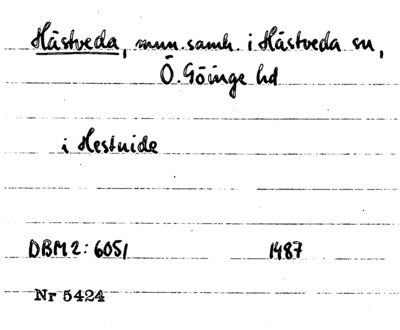 Hästveda, mun.samh. i Hästveda sn,
Ö. Göinge hd
i Hestuide
DBM 2: 6051 1487
Nr 5424